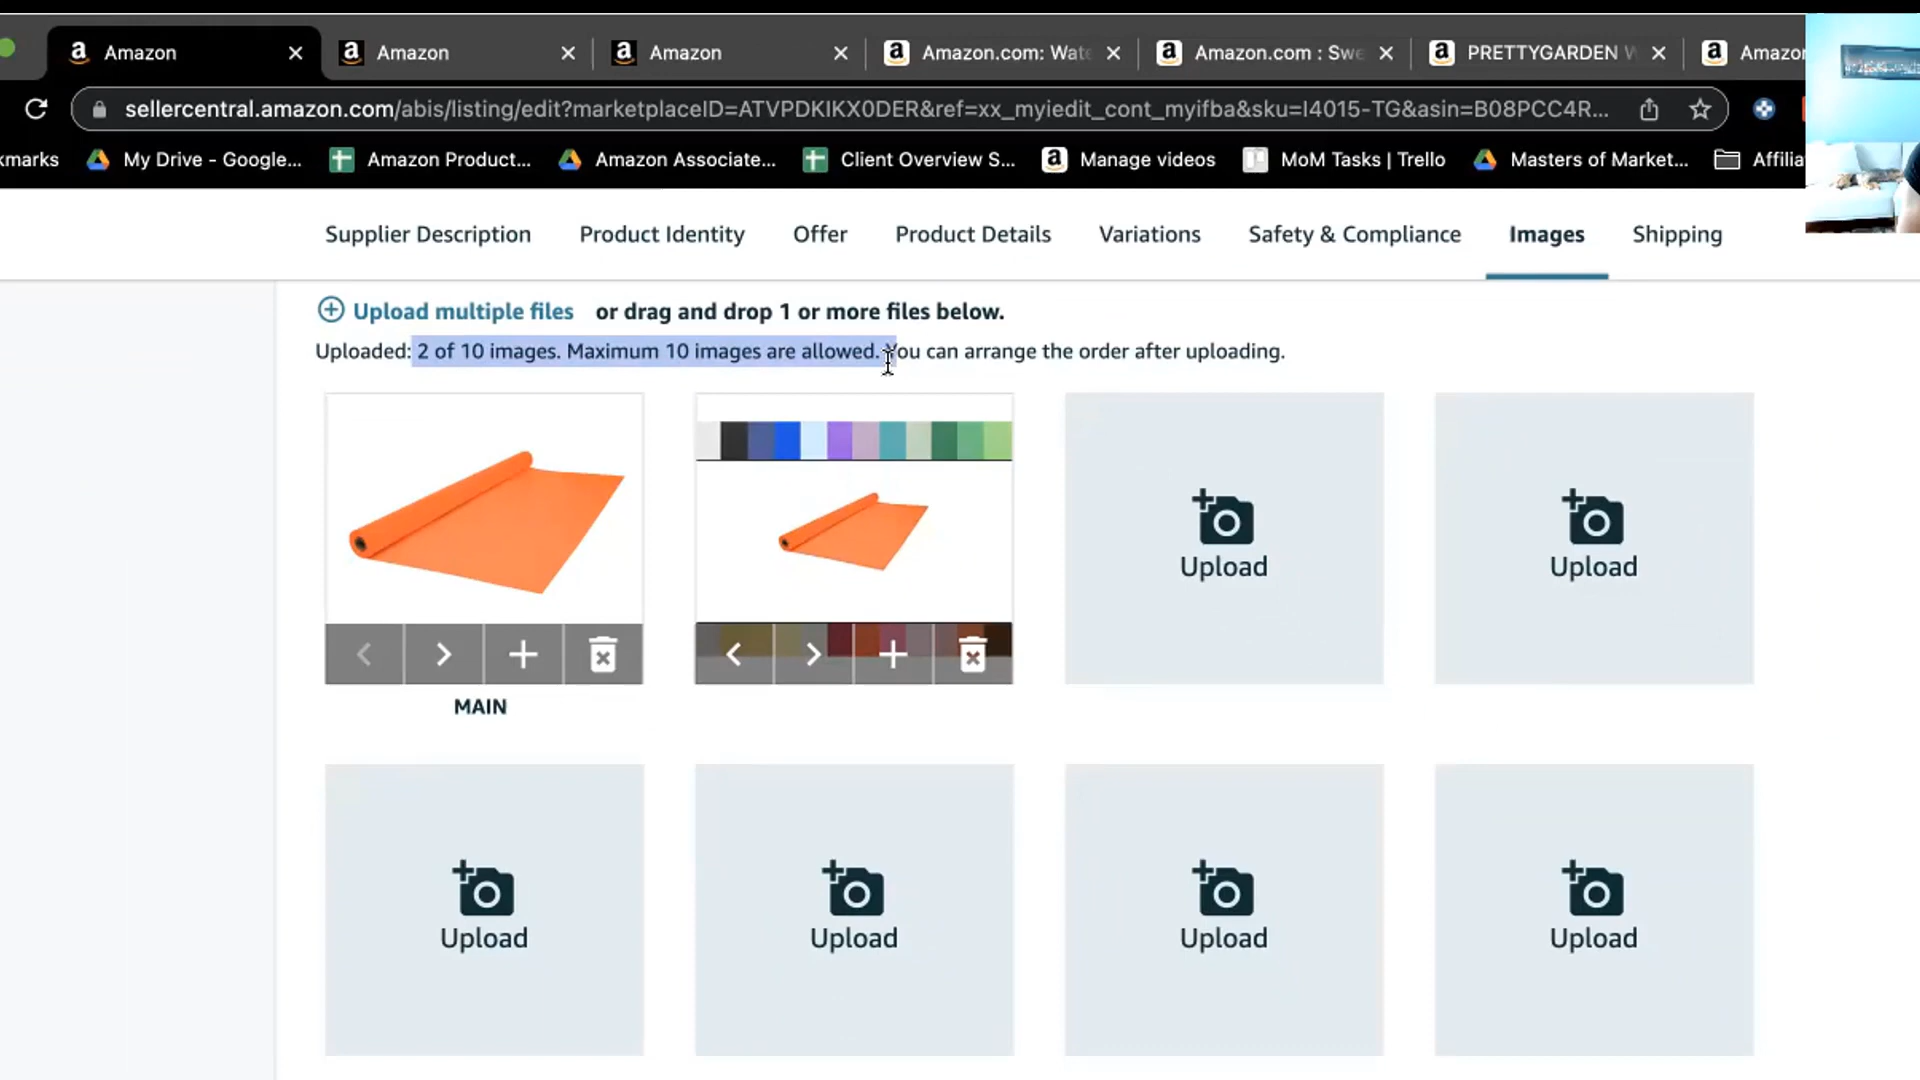 Amazon
Amazon
Amazon
Amazon.com: Wate
Amazon.com : Swe
PRETTYGARDEN W
Amazon
sellercentral.amazon.com/abis/listing/edit?marketplaceID=ATVPDKIKX0DER&ref=xx_myiedit_cont_myifba&sku=I4015-TG&asin=B08PCC4R...
kmarks
My Drive - Google...
Amazon Product...
Amazon Associate...
Client Overview S...
Manage videos
MoM Tasks | Trello
Masters of Market...
Affilia
Supplier Description
Product Identity
Offer
Product Details
Variations
Safety & Compliance
Images
Shipping
Upload multiple files or drag and drop 1 or more files below.
Uploaded: 2 of 10 images. Maximum 10 images are allowed. You can arrange the order after uploading.
Upload
Upload
MAIN
Upload
Upload
Upload
Upload